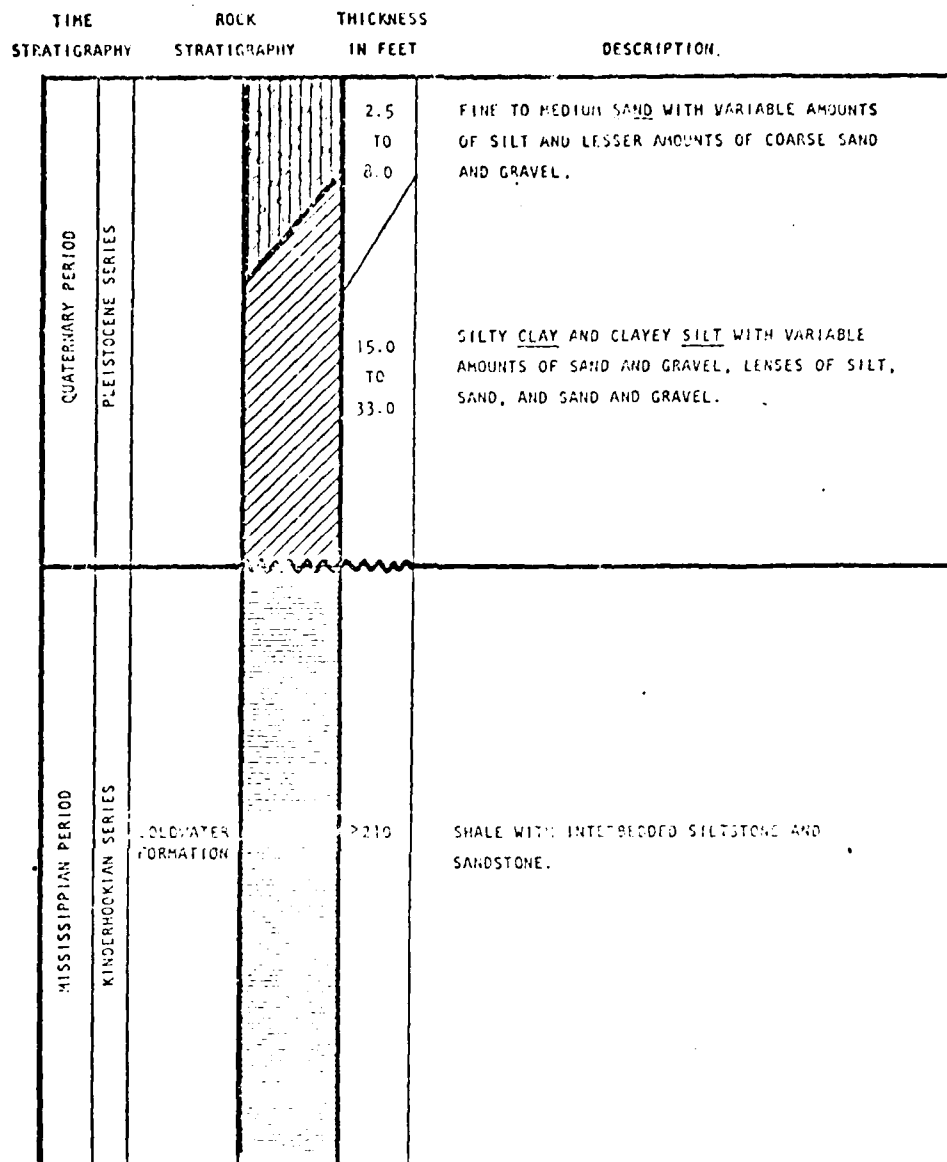 TIME
STRATIGRAPHY
ROCK
STRATIGRAPHY
THICKNESS
IN FEET
DESCRIPTION.
QUATERNARY PERIOD
PLEISTOCENE SERIES
2.5
TO
8.0
FINE TO MEDIUM SAND WITH VARIABLE AMOUNTS
OF SILT AND LESSER AMOUNTS OF COARSE SAND
AND GRAVEL.
15.0
TO
33.0
SILTY CLAY AND CLAYEY SILT WITH VARIABLE
AMOUNTS OF SAND AND GRAVEL, LENSES OF SILT,
SAND, AND SAND AND GRAVEL.
MISSISSIPPIAN PERIOD
KINDERHOOKIAN SERIES
COLDWATER
FORMATION
>210
SHALE WITH INTERBEDDED SILTSTONE AND
SANDSTONE.